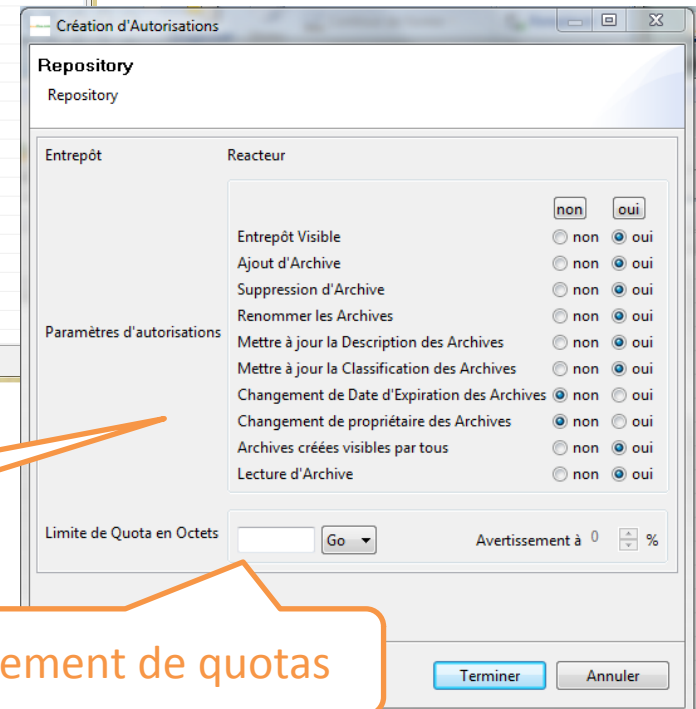 Création d'Autorisations
Repository
Repository
Entrepôt Reacteur
non oui
Entrepôt Visible non oui
Ajout d'Archive non oui
Suppression d'Archive non oui
Renommer les Archives non oui
Paramètres d'autorisations
Mettre à jour la Description des Archives non oui
Mettre à jour la Classification des Archives non oui
Changement de Date d'Expiration des Archives non oui
Changement de propriétaire des Archives non oui
Archives créées visibles par tous non oui
Lecture d'Archive non oui
Limite de Quota en Octets Go Avertissement à 0 %
ement de quotas
Terminer Annuler